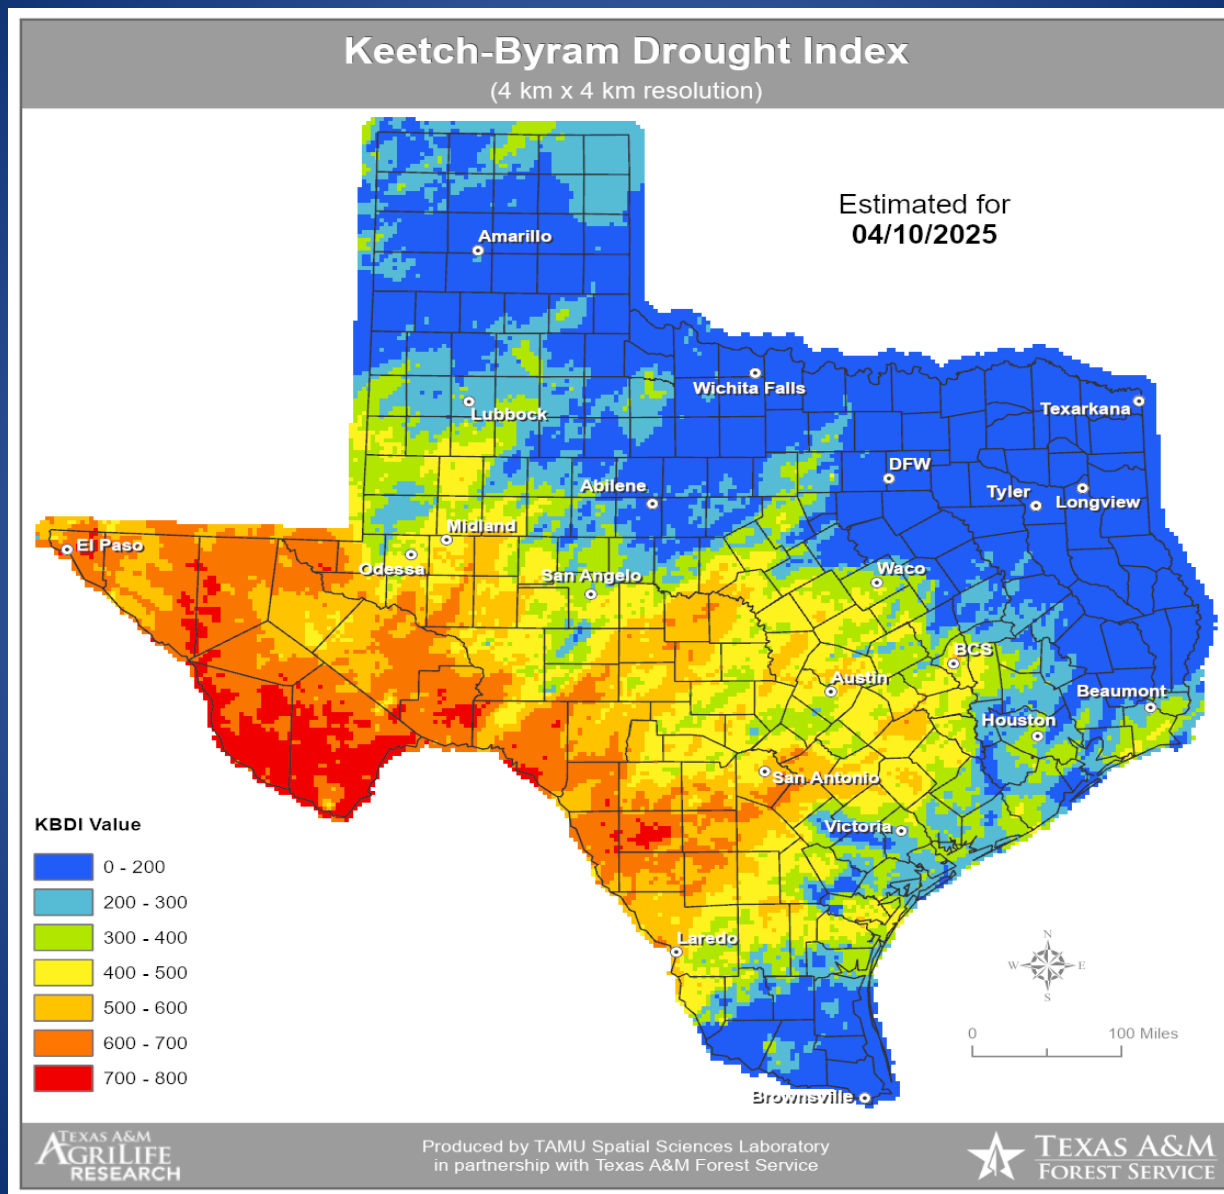 Keetch-Byram Drought Index
(4 km x 4 km resolution)
Estimated for
04/10/2025
Amarillo
Wichita Falls
Texarkana
Lubbock
DFW
Abilene
Tyler
Longview
Midland
El Paso
Odessa
San Angelo
Waco
BCS
Austin
Beaumont
Houston
San Antonio
Victoria
KBDI Value
0 - 200
200 - 300
300 - 400
400 - 500
500 - 600
600 - 700
700 - 800
Laredo
N
W E
S
0 100 Miles
Brownsville
TEXAS A&M
AGRILIFE
RESEARCH
Produced by TAMU Spatial Sciences Laboratory
in partnership with Texas A&M Forest Service
TEXAS A&M
FOREST SERVICE